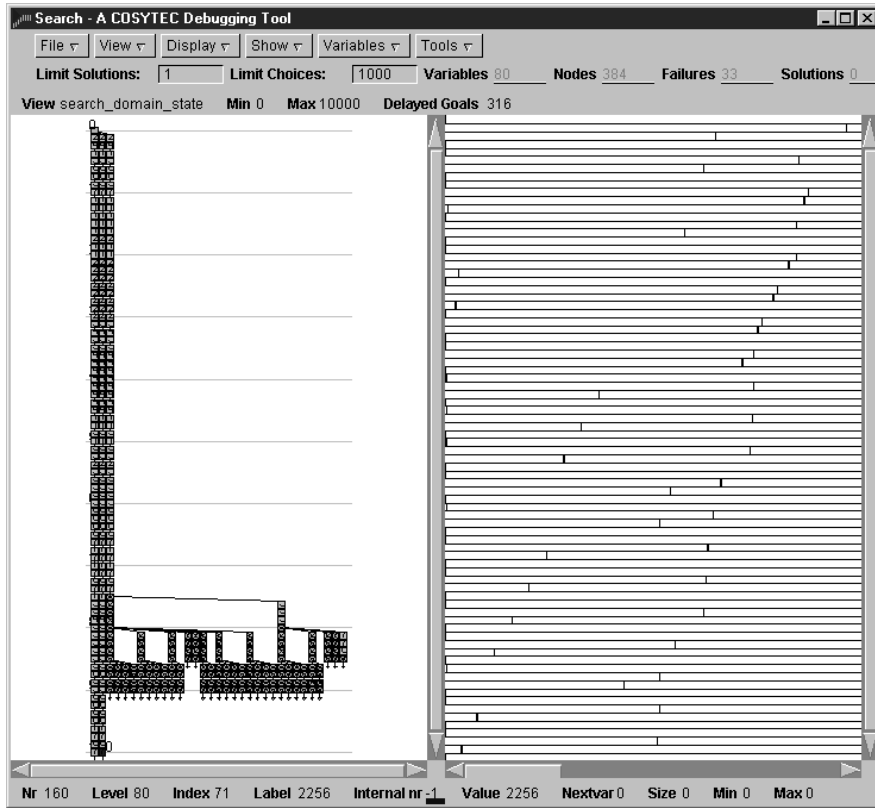 Search - A COSYTEC Debugging Tool
File View Display Show Variables Tools
Limit Solutions: 1 Limit Choices: 1000 Variables 80 Nodes 384 Failures 33 Solutions 0
View search_domain_state Min 0 Max 10000 Delayed Goals 316
0
Nr 160 Level 80 Index 71 Label 2256 Internal nr -1 Value 2256 Nextvar 0 Size 0 Min 0 Max 0